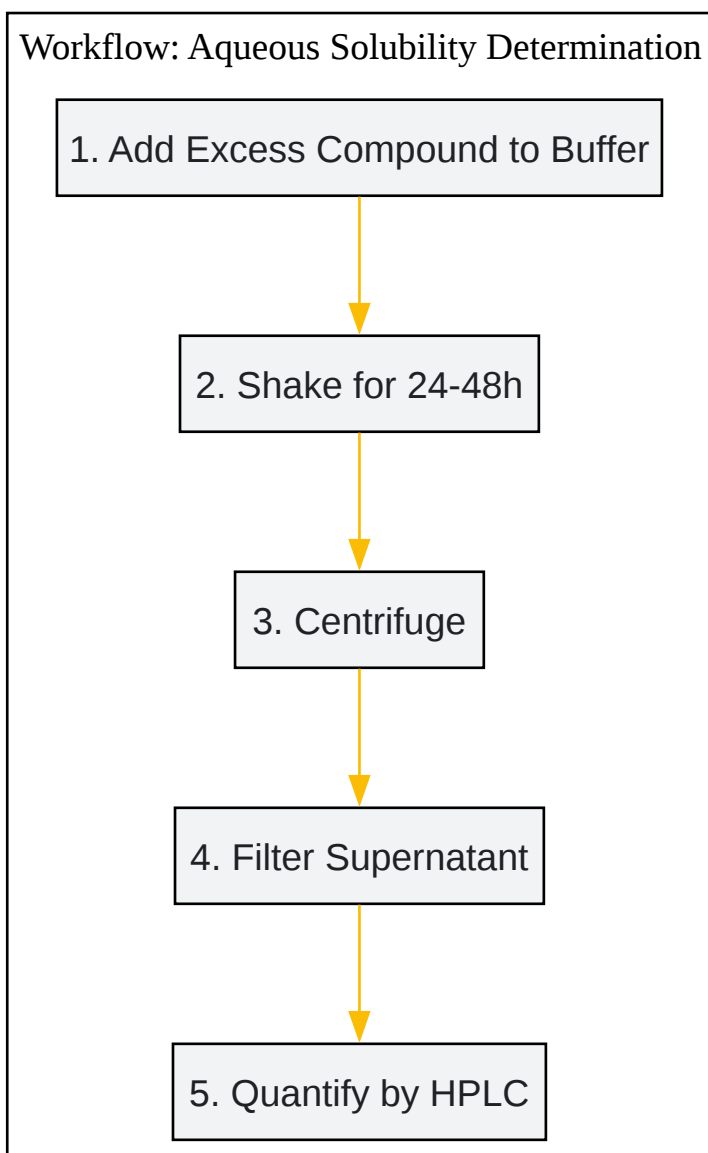 Workflow: Aqueous Solubility Determination
1. Add Excess Compound to Buffer
2. Shake for 24-48h
3. Centrifuge
4. Filter Supernatant
5. Quantify by HPLC